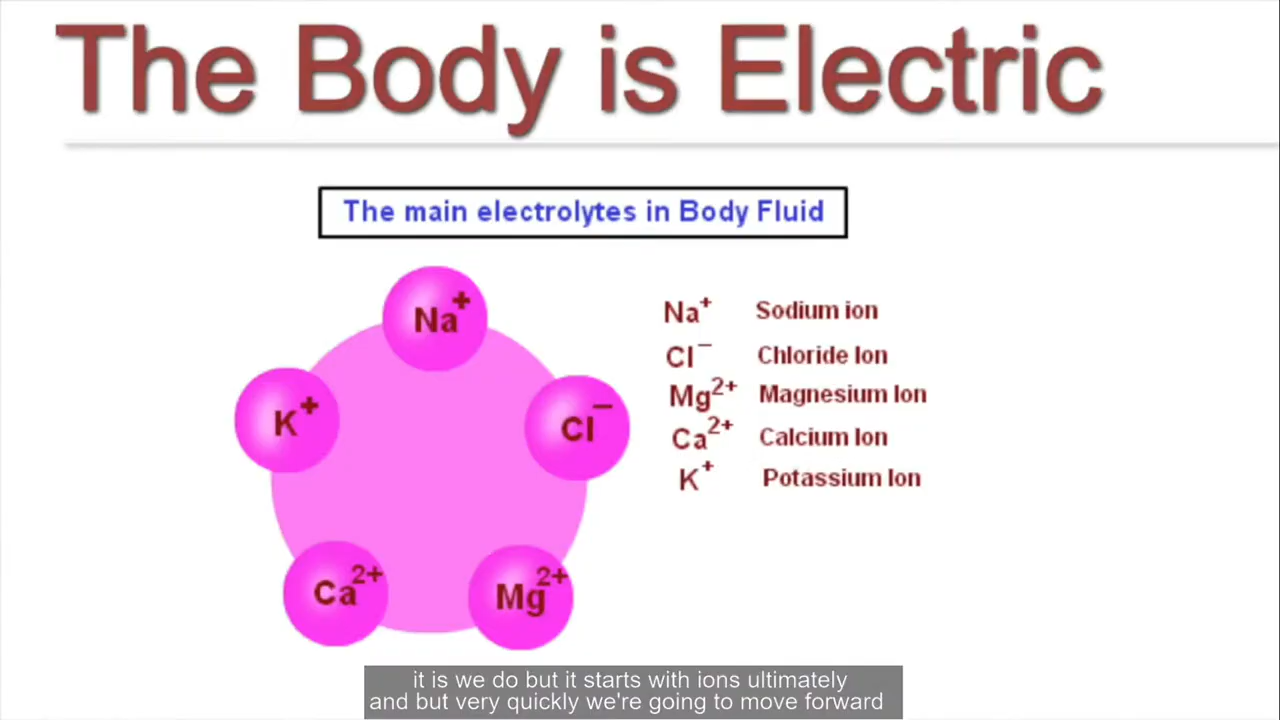 The Body is Electric
The main electrolytes in Body Fluid
Na⁺
K⁺
Cl⁻
Ca²⁺
Mg²⁺
Na⁺ Sodium ion
Cl⁻ Chloride Ion
Mg²⁺ Magnesium Ion
Ca²⁺ Calcium Ion
K⁺ Potassium Ion
it is we do but it starts with ions ultimately
and but very quickly we're going to move forward